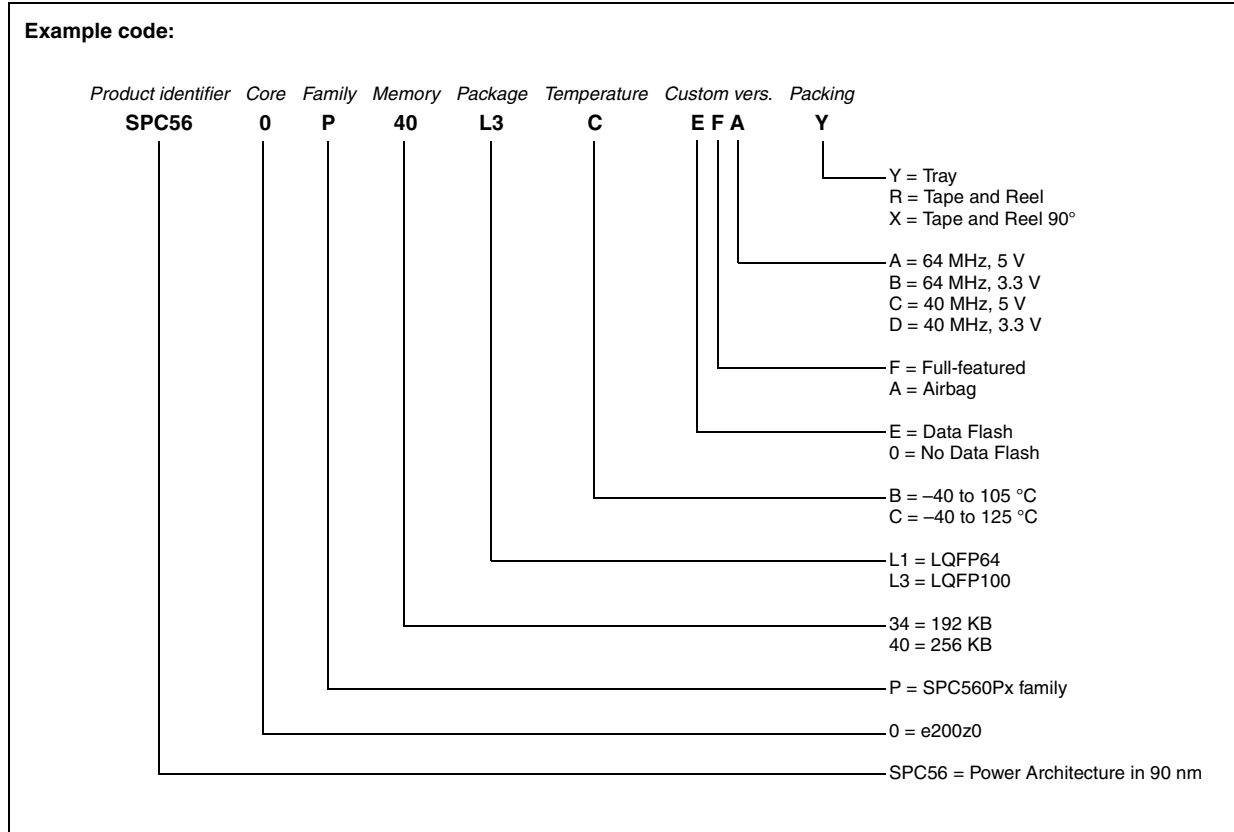 Example code:
Product identifier Core Family Memory Package Temperature Custom vers. Packing
SPC56 0 P 40 L3 C E F A Y
Y = Tray
R = Tape and Reel
X = Tape and Reel 90°
A = 64 MHz, 5 V
B = 64 MHz, 3.3 V
C = 40 MHz, 5 V
D = 40 MHz, 3.3 V
F = Full-featured
A = Airbag
E = Data Flash
0 = No Data Flash
B = –40 to 105 °C
C = –40 to 125 °C
L1 = LQFP64
L3 = LQFP100
34 = 192 KB
40 = 256 KB
P = SPC560Px family
0 = e200z0
SPC56 = Power Architecture in 90 nm